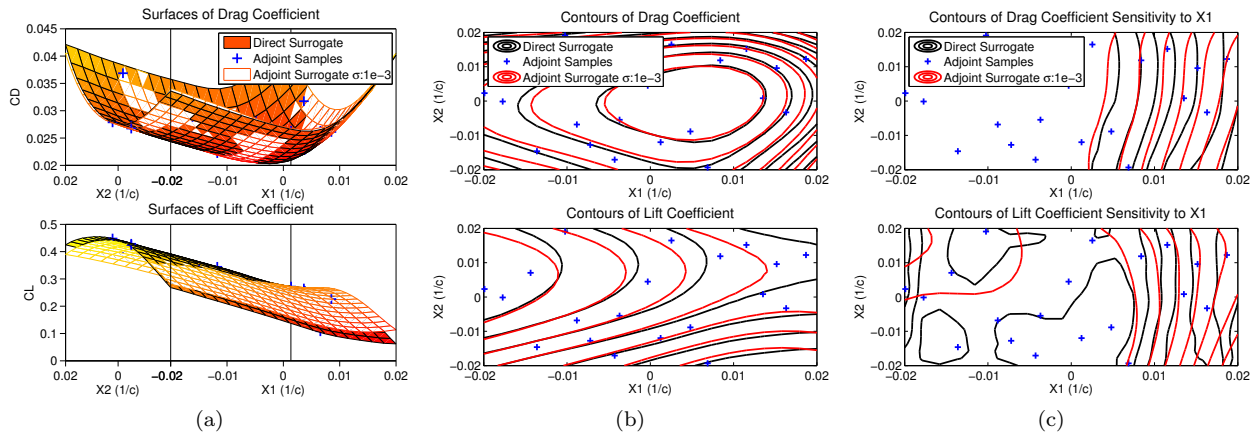 Surfaces of Drag Coefficient
0.045
0.04
0.035
0.03
0.025
0.02
CD
Direct Surrogate
Adjoint Samples
Adjoint Surrogate σ:1e−3
0.02 0 −0.02 0 0.01 0.02
X2 (1/c) X1 (1/c)
Surfaces of Lift Coefficient
0.5
0.4
0.3
0.2
0.1
0
CL
0.02 0 −0.02 0 0.01 0.02
X2 (1/c) X1 (1/c)
(a)
Contours of Drag Coefficient
0.02
0.01
0
−0.01
−0.02
X2 (1/c)
Direct Surrogate
Adjoint Samples
Adjoint Surrogate σ:1e−3
−0.02 −0.01 0 0.01 0.02
X1 (1/c)
Contours of Lift Coefficient
0.02
0.01
0
−0.01
−0.02
X2 (1/c)
−0.02 −0.01 0 0.01 0.02
X1 (1/c)
(b)
Contours of Drag Coefficient Sensitivity to X1
0.02
0.01
0
−0.01
−0.02
X2 (1/c)
Direct Surrogate
Adjoint Samples
Adjoint Surrogate σ:1e−3
−0.02 −0.01 0 0.01 0.02
X1 (1/c)
Contours of Lift Coefficient Sensitivity to X1
0.02
0.01
0
−0.01
−0.02
X2 (1/c)
−0.02 −0.01 0 0.01 0.02
X1 (1/c)
(c)